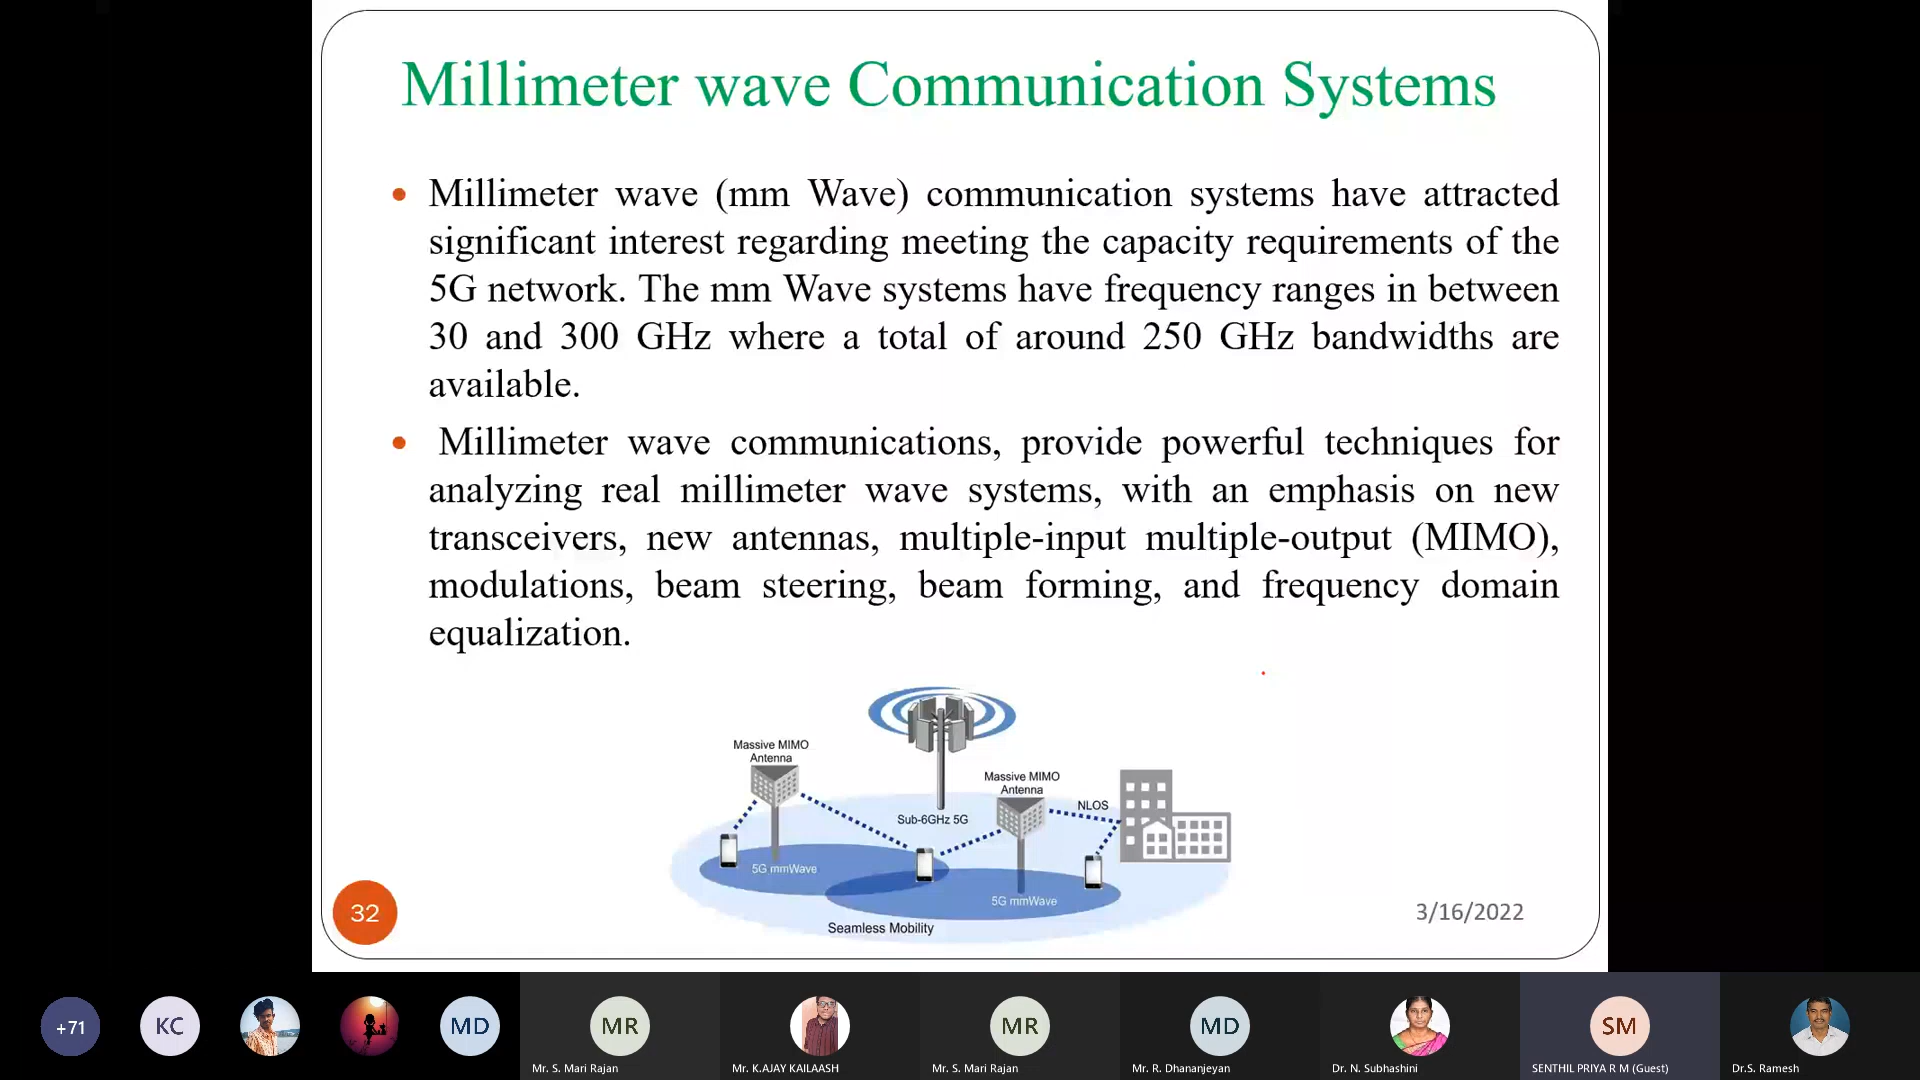 Millimeter wave Communication Systems
• Millimeter wave (mm Wave) communication systems have attracted
significant interest regarding meeting the capacity requirements of the
5G network. The mm Wave systems have frequency ranges in between
30 and 300 GHz where a total of around 250 GHz bandwidths are
available.
• Millimeter wave communications, provide powerful techniques for
analyzing real millimeter wave systems, with an emphasis on new
transceivers, new antennas, multiple-input multiple-output (MIMO),
modulations, beam steering, beam forming, and frequency domain
equalization.
Massive MIMO
Antenna
Massive MIMO
Antenna
NLOS
Sub-6GHz 5G
5G mmWave
5G mmWave
Seamless Mobility
32
3/16/2022
+71
KC
MD
MR
MR
MD
SM
Mr. S. Mari Rajan
Mr. K.AJAY KAILAASH
Mr. S. Mari Rajan
Mr. R. Dhananjeyan
Dr. N. Subhashini
SENTHIL PRIYA R M (Guest)
Dr.S. Ramesh